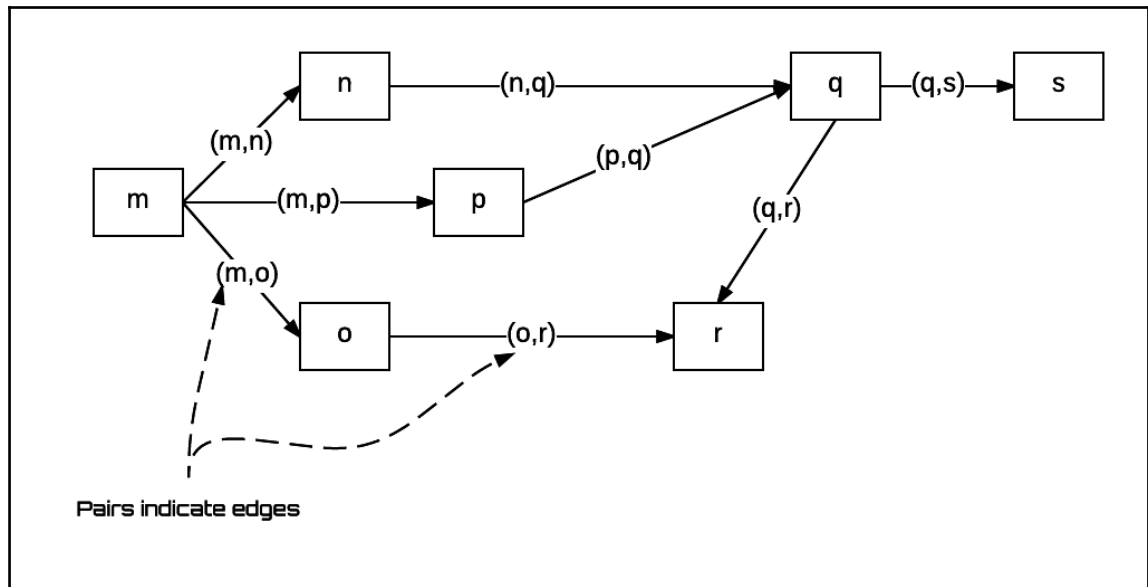 n
(n,q)
q
(q,s)
s
(m,n)
(p,q)
m
(m,p)
p
(q,r)
(m,o)
o
(o,r)
r
Pairs indicate edges